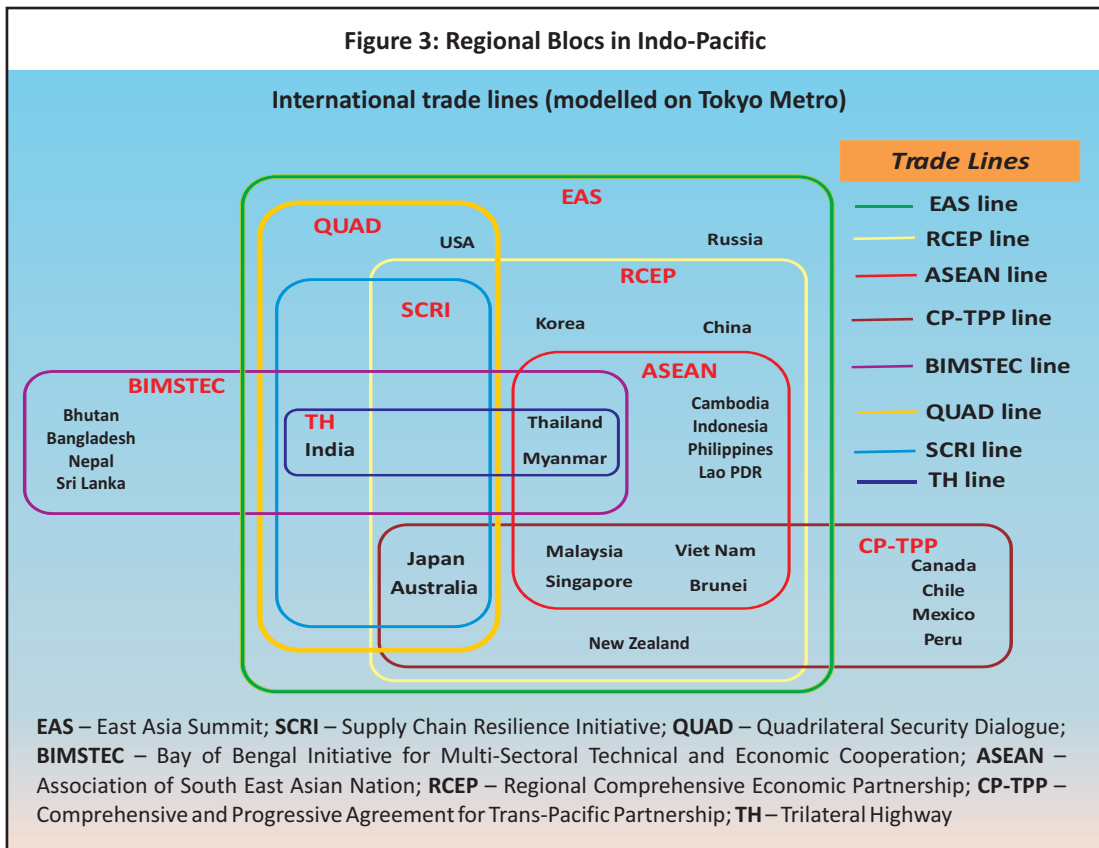 Figure 3: Regional Blocs in Indo-Pacific
International trade lines (modelled on Tokyo Metro)
Trade Lines
EAS line
RCEP line
ASEAN line
CP-TPP line
BIMSTEC line
QUAD line
SCRI line
TH line
EAS
QUAD
USA
Russia
RCEP
SCRI
Korea
China
ASEAN
BIMSTEC
Bhutan
Bangladesh
Nepal
Sri Lanka
TH
India
Thailand
Myanmar
Cambodia
Indonesia
Philippines
Lao PDR
Japan
Australia
Malaysia
Singapore
Viet Nam
Brunei
New Zealand
CP-TPP
Canada
Chile
Mexico
Peru
EAS – East Asia Summit; SCRI – Supply Chain Resilience Initiative; QUAD – Quadrilateral Security Dialogue;
BIMSTEC – Bay of Bengal Initiative for Multi-Sectoral Technical and Economic Cooperation; ASEAN –
Association of South East Asian Nation; RCEP – Regional Comprehensive Economic Partnership; CP-TPP –
Comprehensive and Progressive Agreement for Trans-Pacific Partnership; TH – Trilateral Highway